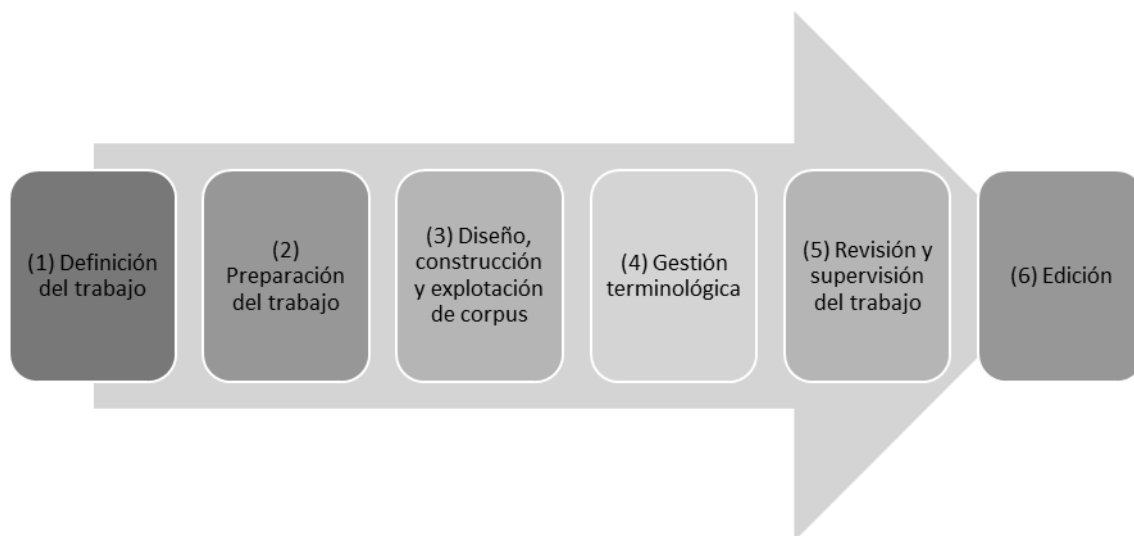 (1) Definición
del trabajo
(2)
Preparación
del trabajo
(3) Diseño,
construcción
y explotación
de corpus
(4) Gestión
terminológica
(5) Revisión y
supervisión
del trabajo
(6) Edición